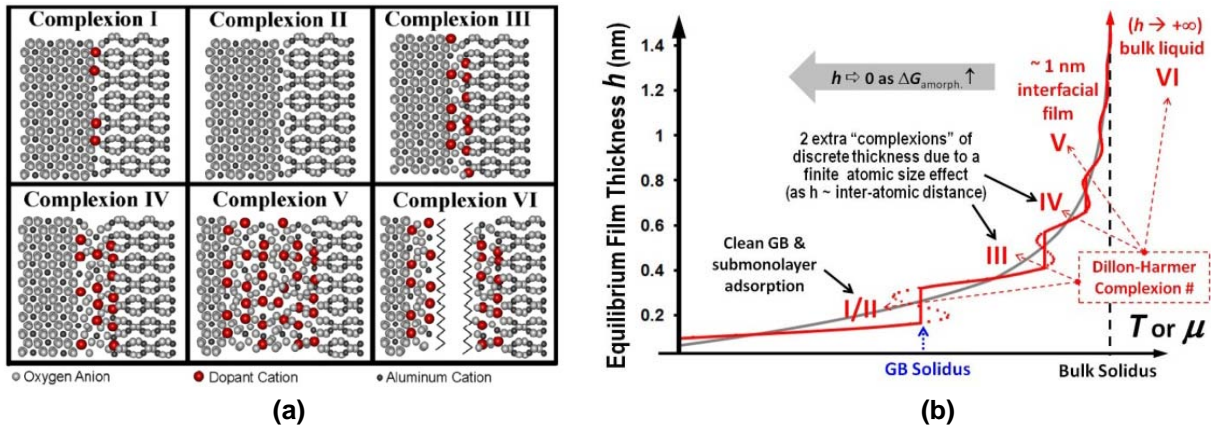 Complexion I
Complexion II
Complexion III
Complexion IV
Complexion V
Complexion VI
Oxygen Anion
Dopant Cation
Aluminum Cation
(a)
Equilibrium Film Thickness h (nm)
1.4
1.2
1
0.8
0.6
0.4
0.2
h ⇨ 0 as ΔGamorph. ↑
(h → +∞)
bulk liquid
VI
~ 1 nm
interfacial
film
V
2 extra “complexions” of
discrete thickness due to a
finite atomic size effect
(as h ~ inter-atomic distance)
IV
III
Clean GB &
submonolayer
adsorption
I/II
Dillon-Harmer
Complexion #
T or μ
GB Solidus
Bulk Solidus
(b)